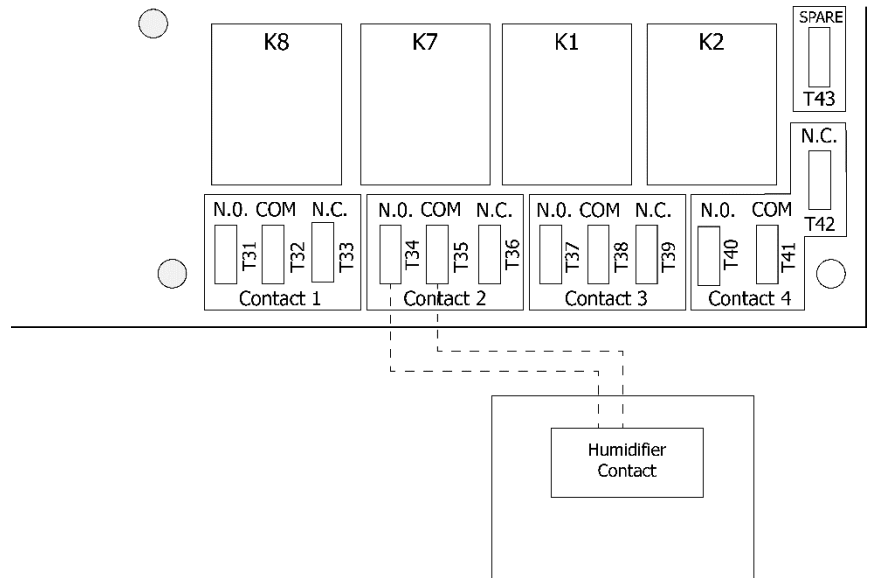 K8
K7
K1
K2
SPARE
T43
N.C.
T42
N.0. COM N.C.
T31
T32
T33
Contact 1
N.0. COM N.C.
T34
T35
T36
Contact 2
N.0. COM N.C.
T37
T38
T39
Contact 3
N.0. COM
T40
T41
Contact 4
Humidifier
Contact